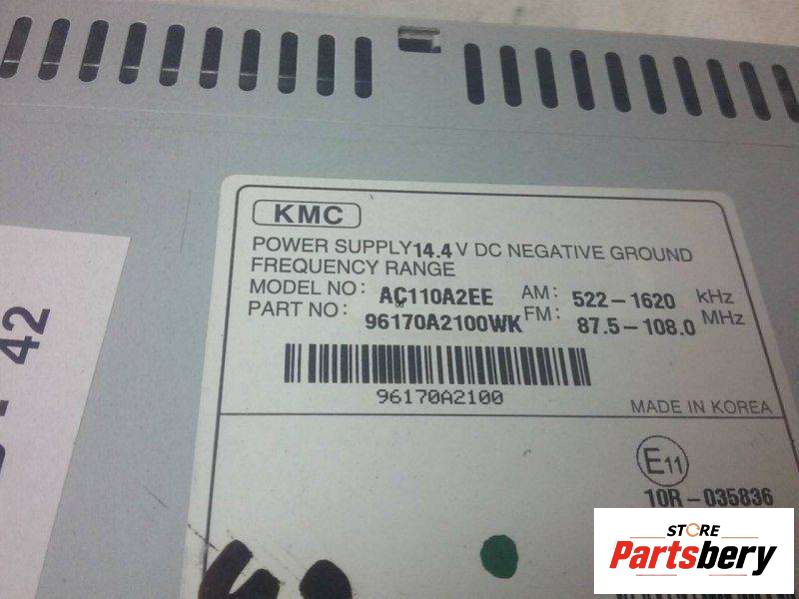 KMC
POWER SUPPLY 14.4 V DC NEGATIVE GROUND
FREQUENCY RANGE
MODEL NO: AC110A2EE AM: 522-1620 kHz
PART NO: 96170A2100WK FM: 87.5-108.0 MHz
96170A2100
MADE IN KOREA
E11
10R-035836
42
STORE
Partsbery